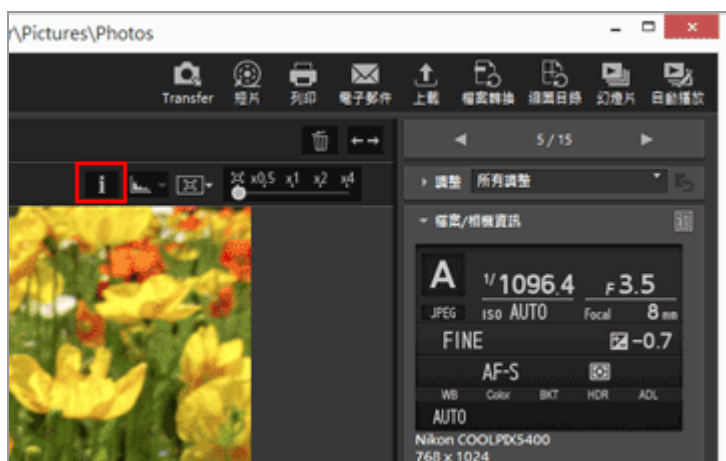 r\Pictures\Photos
Transfer 短片 列印 電子郵件 上載 檔案轉換 縮圖目錄 幻燈片 自動播放
5/15
i x0,5 x1 x2 x4
調整 所有調整
檔案/相機資訊
A 1/1096.4 F3.5
JPEG ISO AUTO Focal 8mm
FINE -0.7
AF-S
WB Color BKT HDR ADL
AUTO
Nikon COOLPIX5400
768 x 1024